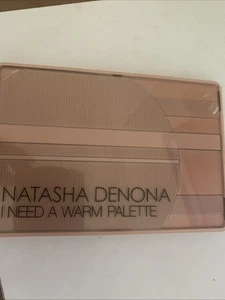 NATASHA DENONA
I NEED A WARM PALETTE